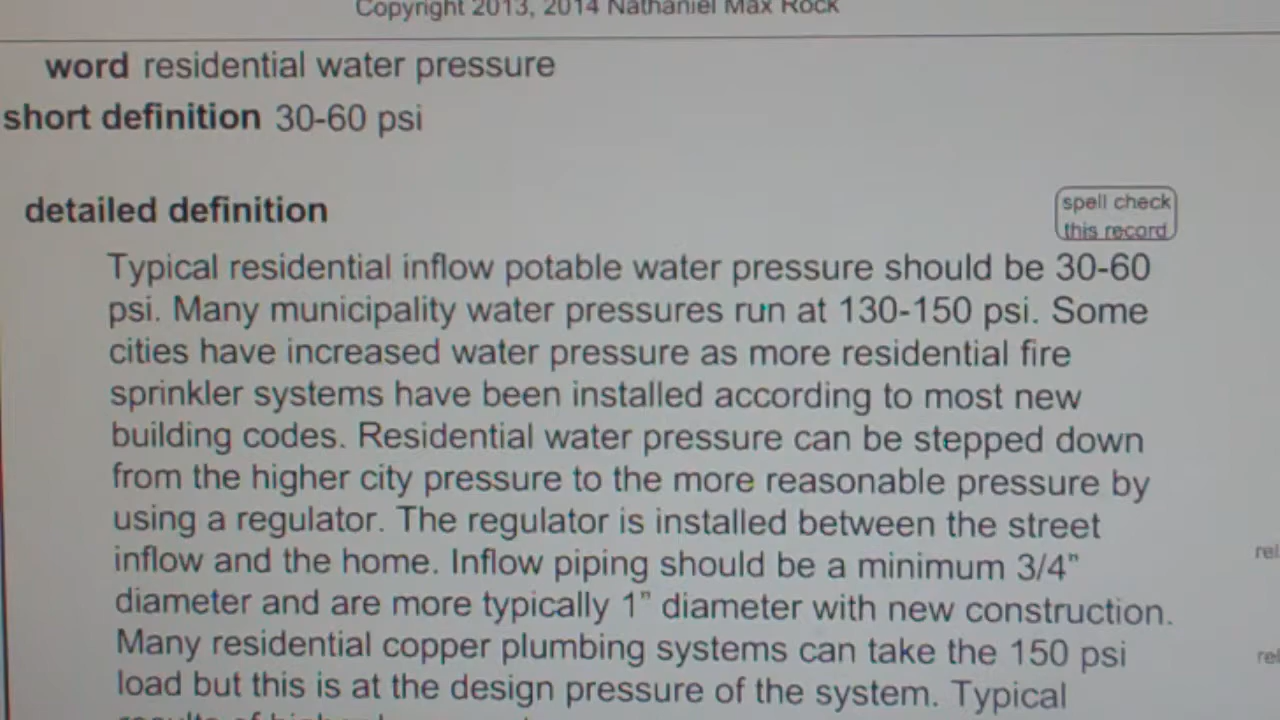 Copyright 2013, 2014 Nathaniel Max Rock
word residential water pressure
short definition 30-60 psi
detailed definition
spell check
this record
Typical residential inflow potable water pressure should be 30-60
psi. Many municipality water pressures run at 130-150 psi. Some
cities have increased water pressure as more residential fire
sprinkler systems have been installed according to most new
building codes. Residential water pressure can be stepped down
from the higher city pressure to the more reasonable pressure by
using a regulator. The regulator is installed between the street
inflow and the home. Inflow piping should be a minimum 3/4"
diameter and are more typically 1" diameter with new construction.
Many residential copper plumbing systems can take the 150 psi
load but this is at the design pressure of the system. Typical